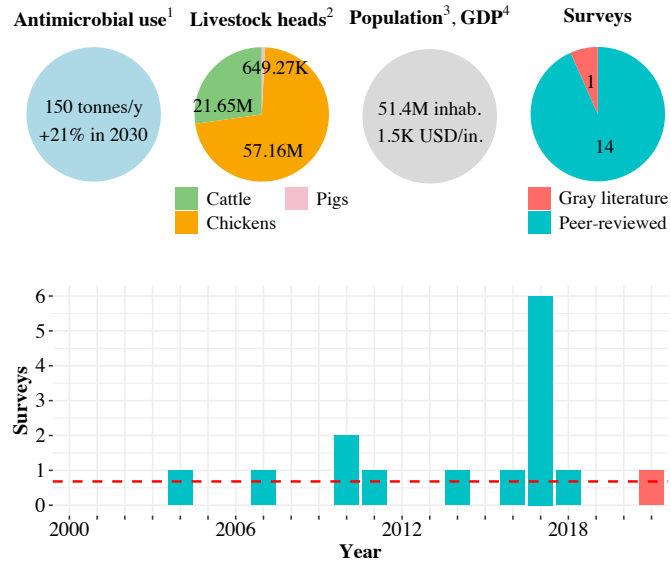 Antimicrobial use1 Livestock heads2 Population3, GDP4 Surveys
150 tonnes/y
+21% in 2030
649.27K
21.65M
57.16M
51.4M inhab.
1.5K USD/in.
1
14
Cattle Pigs
Chickens
Gray literature
Peer-reviewed
6
5
4
3
2
1
0
Surveys
2000 2006 2012 2018
Year